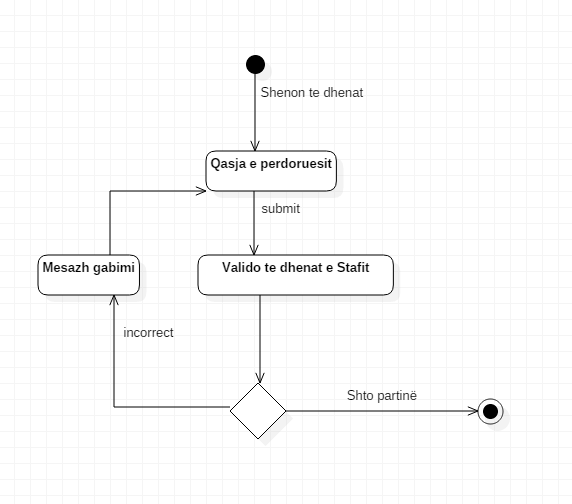 Shenon te dhenat
Qasja e perdoruesit
submit
Mesazh gabimi
Valido te dhenat e Stafit
incorrect
Shto partinë